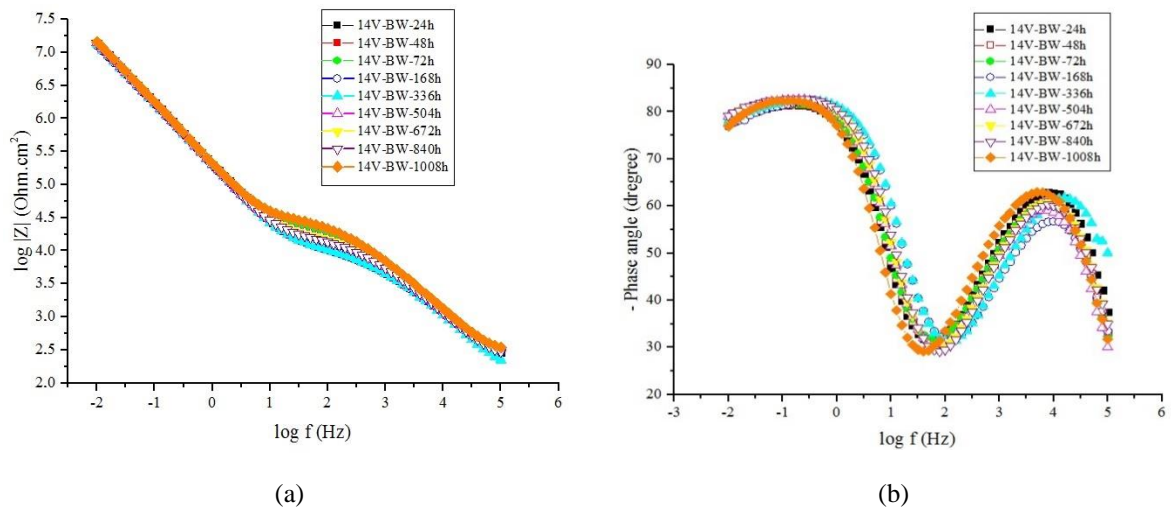 7.5
7.0
6.5
6.0
5.5
5.0
4.5
4.0
3.5
3.0
2.5
2.0
-2 -1 0 1 2 3 4 5 6
log |Z| (Ohm.cm²)
log f (Hz)
14V-BW-24h
14V-BW-48h
14V-BW-72h
14V-BW-168h
14V-BW-336h
14V-BW-504h
14V-BW-672h
14V-BW-840h
14V-BW-1008h
(a)
14V-BW-24h
14V-BW-48h
14V-BW-72h
14V-BW-168h
14V-BW-336h
14V-BW-504h
14V-BW-672h
14V-BW-840h
14V-BW-1008h
90
80
70
60
50
40
30
20
-3 -2 -1 0 1 2 3 4 5 6
- Phase angle (dregree)
log f (Hz)
(b)